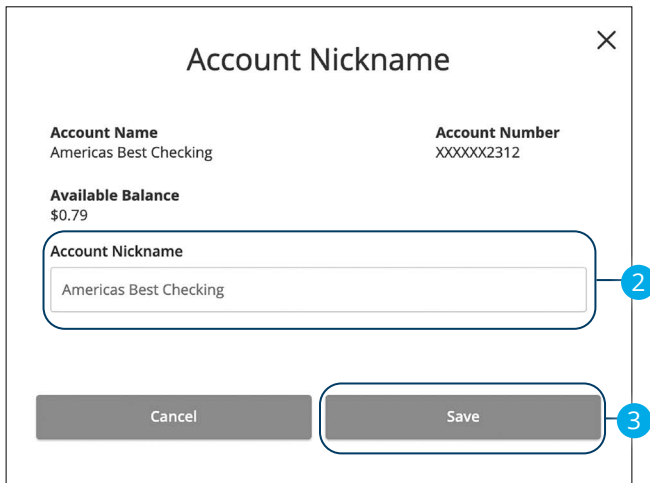 Account Nickname
Account Name
Americas Best Checking
Account Number
XXXXXX2312
Available Balance
$0.79
Account Nickname
Americas Best Checking
2
Cancel
Save
3